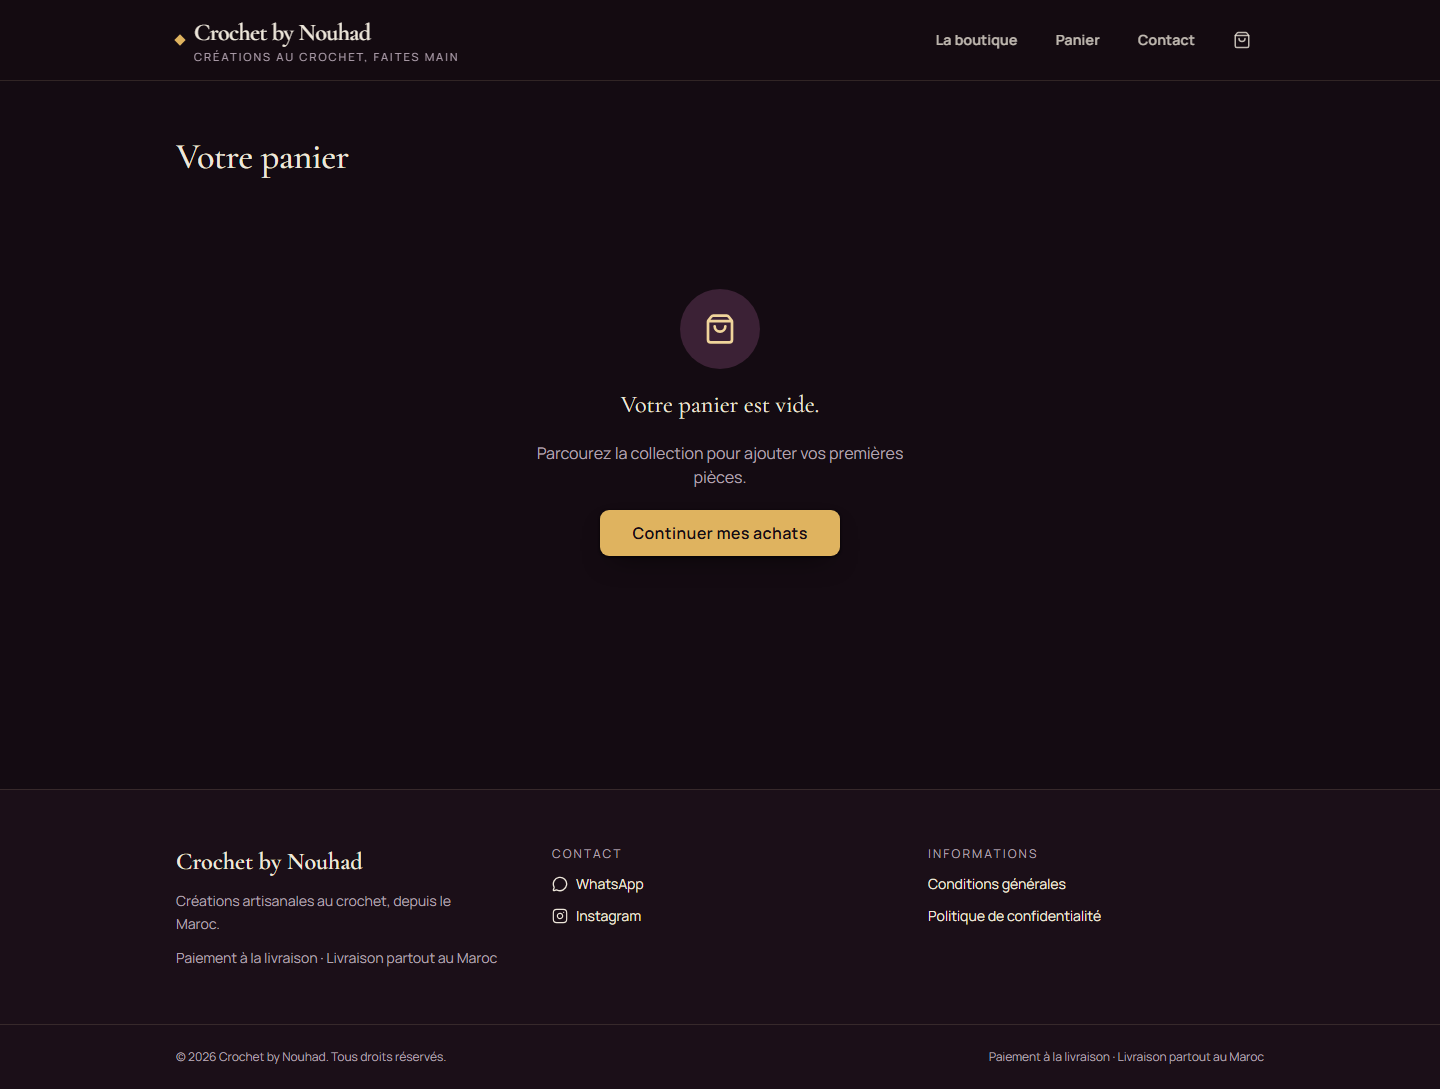 Crochet by Nouhad
CRÉATIONS AU CROCHET, FAITES MAIN
La boutique
Panier
Contact
Votre panier
Votre panier est vide.
Parcourez la collection pour ajouter vos premières
pièces.
Continuer mes achats
Crochet by Nouhad
Créations artisanales au crochet, depuis le
Maroc.
Paiement à la livraison · Livraison partout au Maroc
CONTACT
WhatsApp
Instagram
INFORMATIONS
Conditions générales
Politique de confidentialité
© 2026 Crochet by Nouhad. Tous droits réservés.
Paiement à la livraison · Livraison partout au Maroc